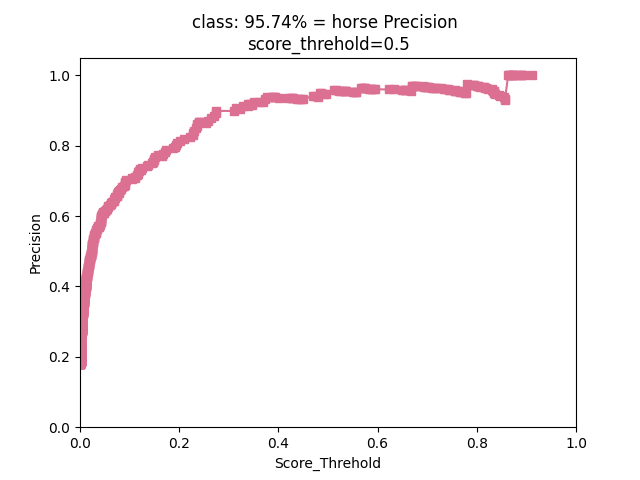 class: 95.74% = horse Precision
score_threhold=0.5
1.0
0.8
0.6
0.4
0.2
0.0
Precision
0.0 0.2 0.4 0.6 0.8 1.0
Score_Threhold